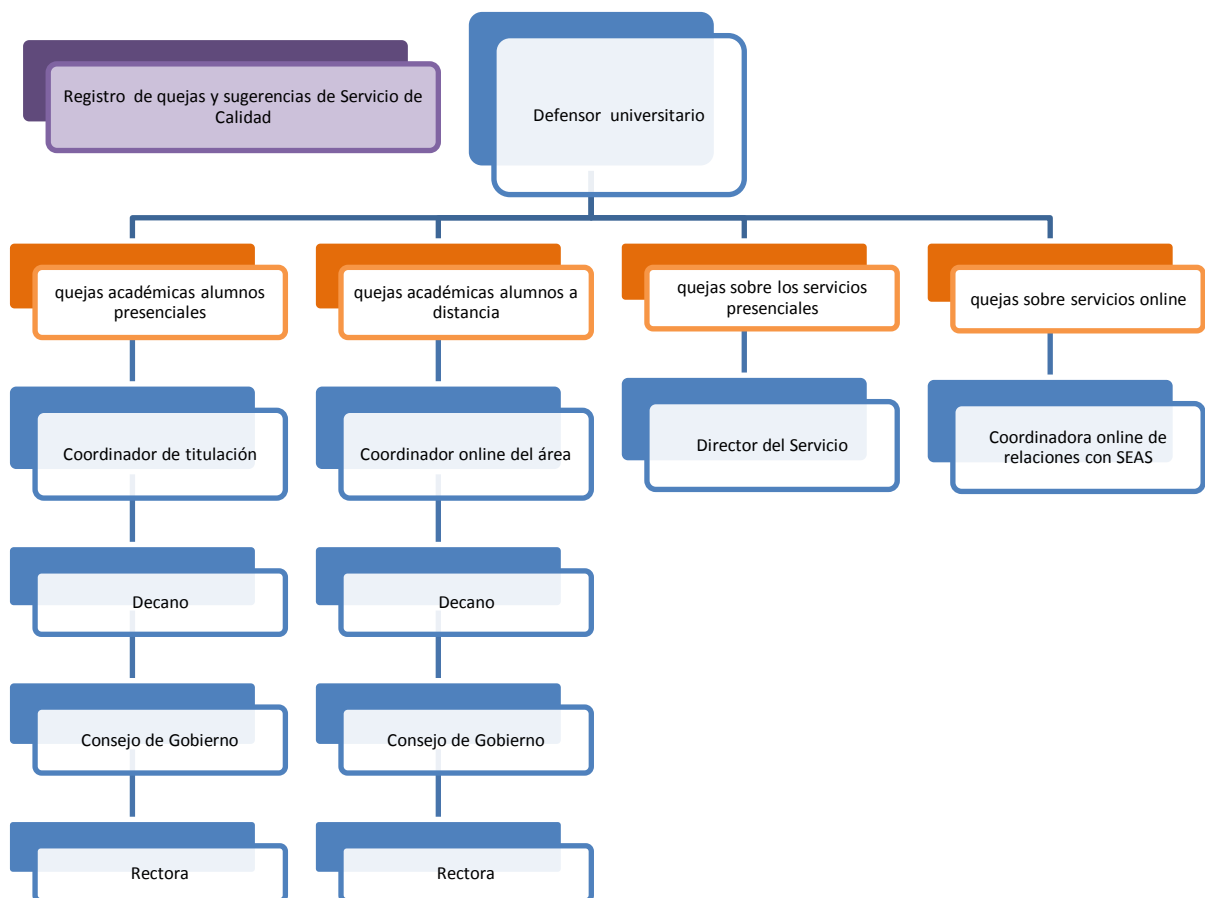 Registro de quejas y sugerencias de Servicio de
Calidad
Defensor universitario
quejas académicas alumnos
presenciales
quejas académicas alumnos a
distancia
quejas sobre los servicios
presenciales
quejas sobre servicios online
Coordinador de titulación
Coordinador online del área
Director del Servicio
Coordinadora online de
relaciones con SEAS
Decano
Decano
Consejo de Gobierno
Consejo de Gobierno
Rectora
Rectora